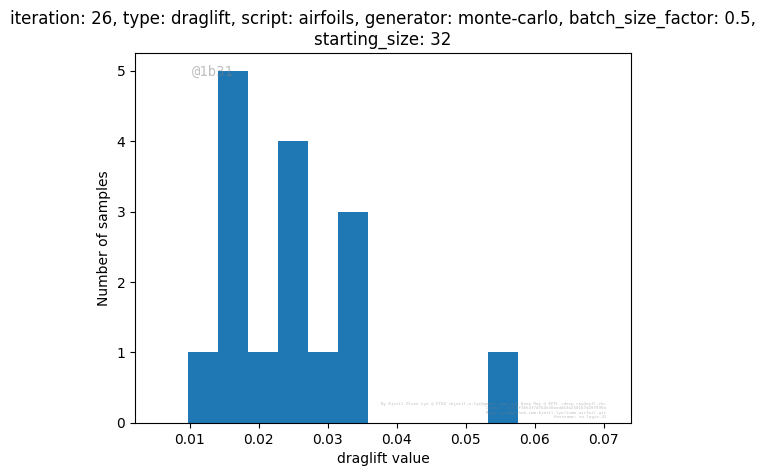 iteration: 26, type: draglift, script: airfoils, generator: monte-carlo, batch_size_factor: 0.5,
starting_size: 32
@1b31
5
4
3
2
1
0
Number of samples
0.01 0.02 0.03 0.04 0.05 0.06 0.07
draglift value